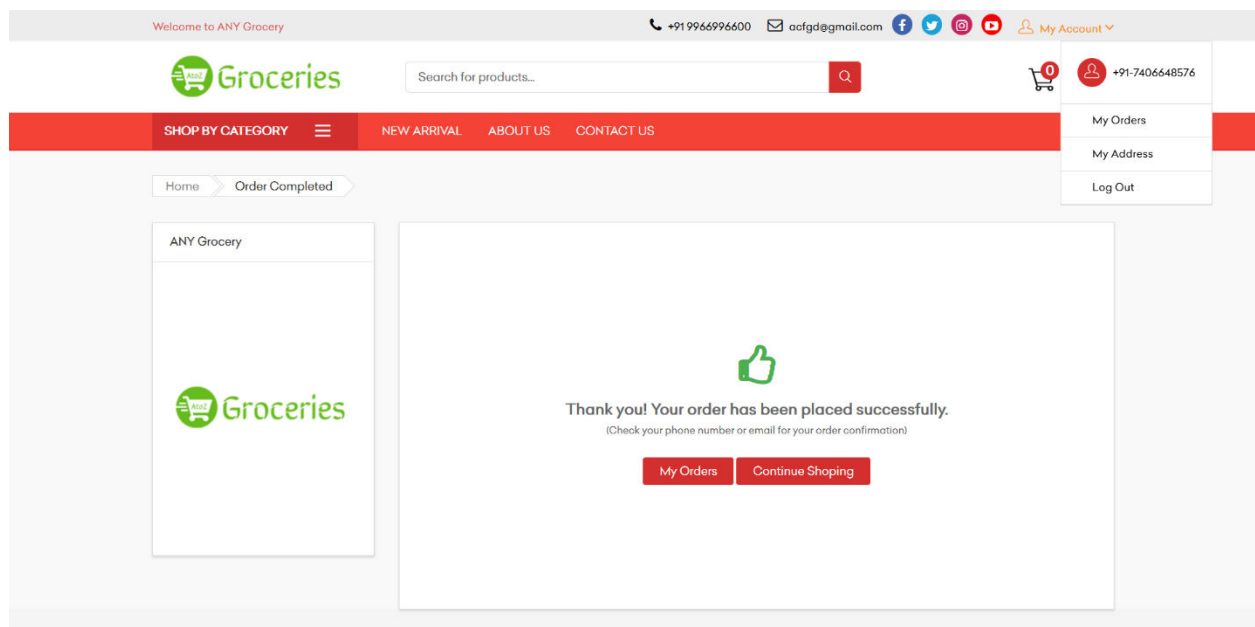 Welcome to ANY Grocery
+91 9966996600
acfgd@gmail.com
My Account
AtoZ Groceries
Search for products...
0
+91-7406648576
SHOP BY CATEGORY
NEW ARRIVAL
ABOUT US
CONTACT US
My Orders
My Address
Log Out
Home
Order Completed
ANY Grocery
AtoZ Groceries
Thank you! Your order has been placed successfully.
(Check your phone number or email for your order confirmation)
My Orders
Continue Shoping